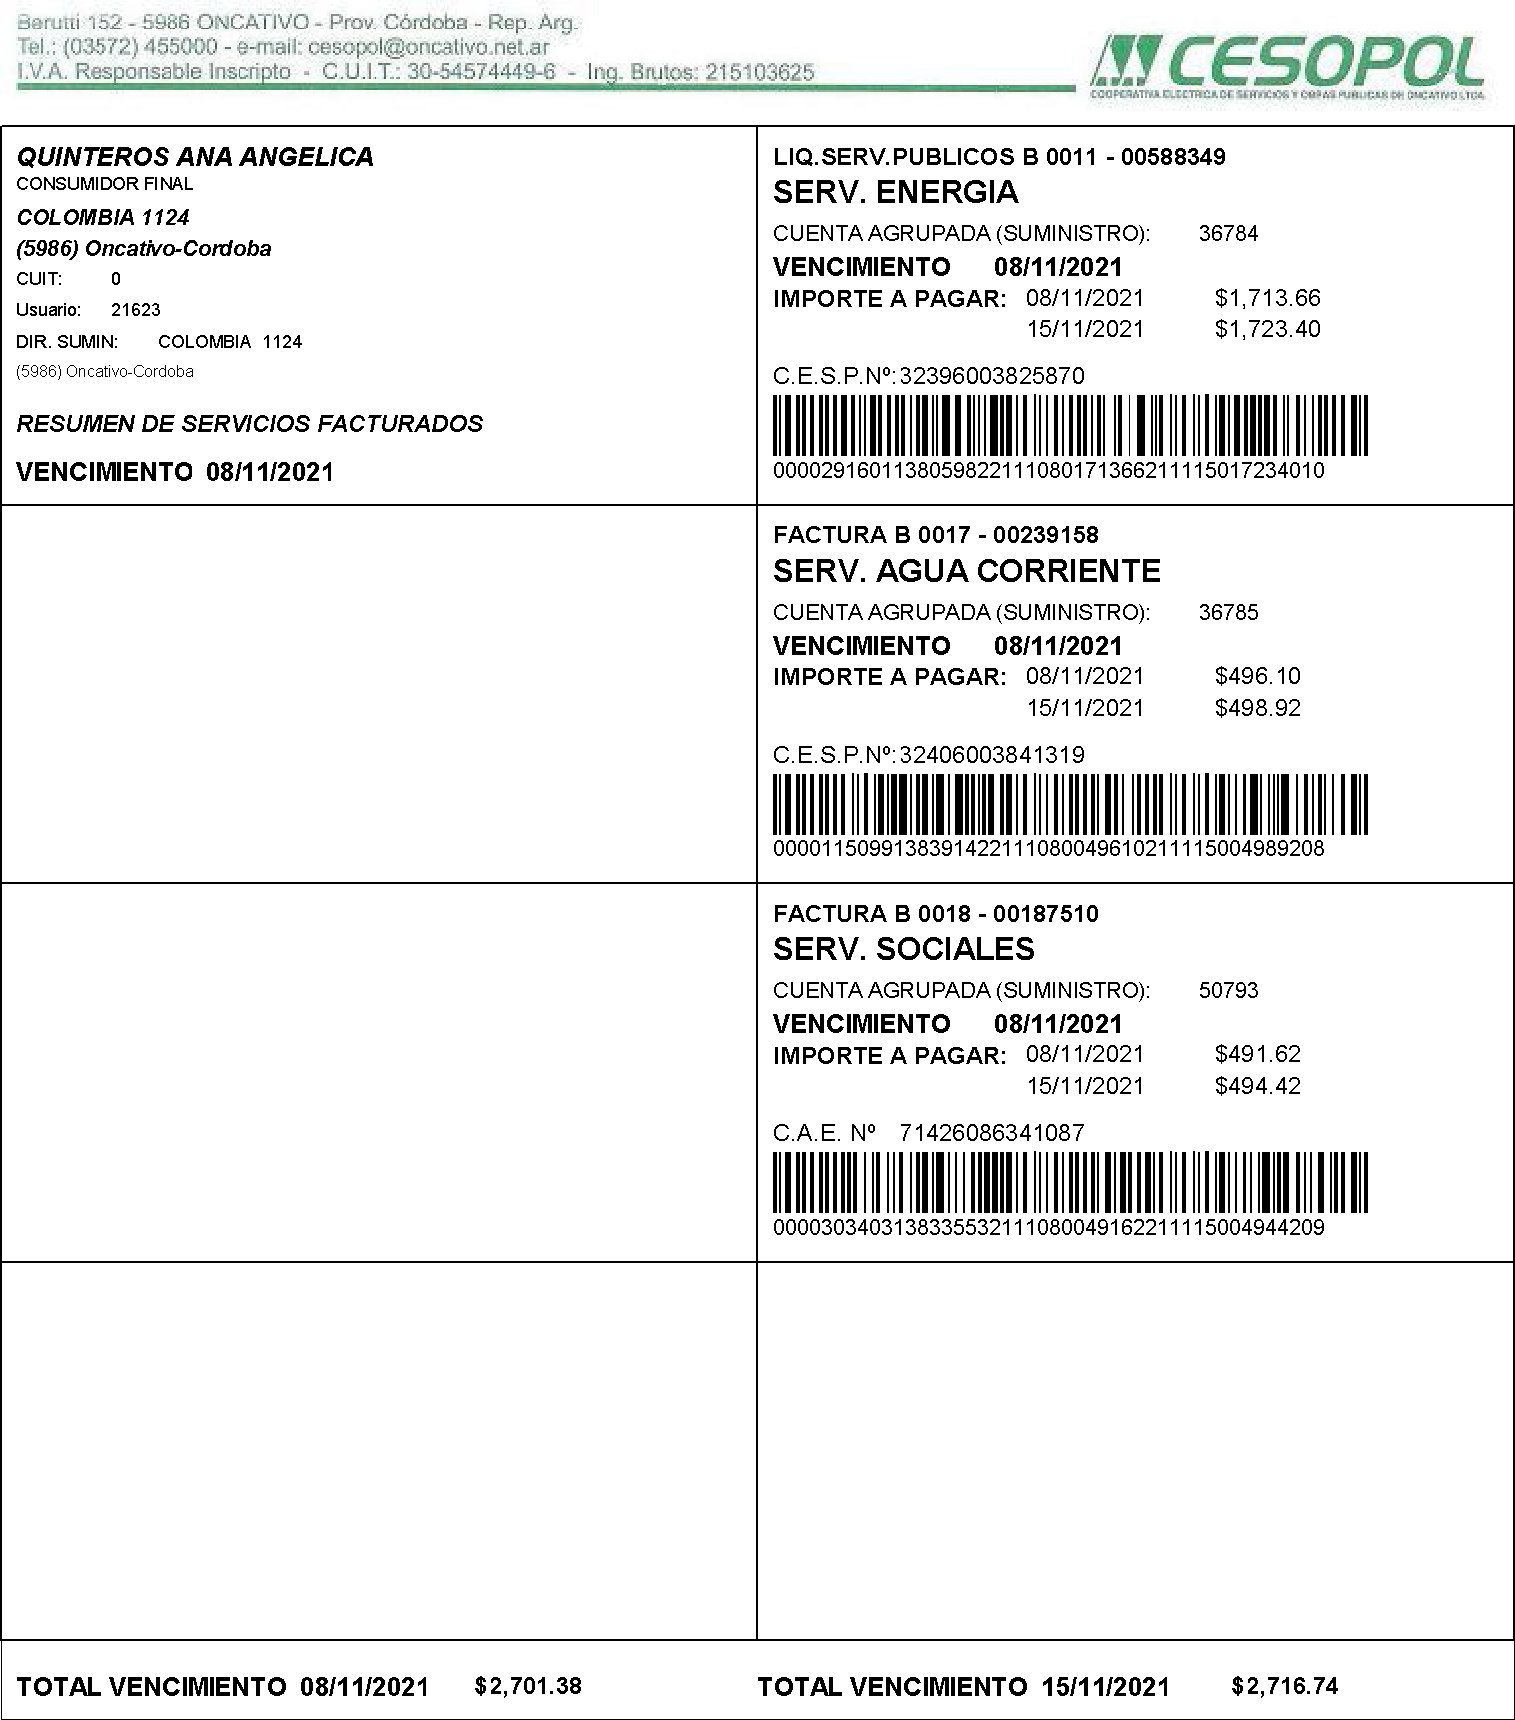 Berutti 152 - 5986 ONCATIVO - Prov. Córdoba - Rep. Arg.
Tel.: (03572) 455000 - e-mail: cesopol@oncativo.net.ar
I.V.A. Responsable Inscripto - C.U.I.T.: 30-54574449-6 - Ing. Brutos: 215103625
CESOPOL
COOPERATIVA ELECTRICA DE SERVICIOS Y OBRAS PUBLICAS DE ONCATIVO LTDA.
QUINTEROS ANA ANGELICA
CONSUMIDOR FINAL
COLOMBIA 1124
(5986) Oncativo-Cordoba
CUIT: 0
Usuario: 21623
DIR. SUMIN: COLOMBIA 1124
(5986) Oncativo-Cordoba
RESUMEN DE SERVICIOS FACTURADOS
VENCIMIENTO 08/11/2021
LIQ.SERV.PUBLICOS B 0011 - 00588349
SERV. ENERGIA
CUENTA AGRUPADA (SUMINISTRO): 36784
VENCIMIENTO 08/11/2021
IMPORTE A PAGAR: 08/11/2021 $1,713.66
15/11/2021 $1,723.40
C.E.S.P.Nº: 32396003825870
0000291601138059822111080171366211115017234010
FACTURA B 0017 - 00239158
SERV. AGUA CORRIENTE
CUENTA AGRUPADA (SUMINISTRO): 36785
VENCIMIENTO 08/11/2021
IMPORTE A PAGAR: 08/11/2021 $496.10
15/11/2021 $498.92
C.E.S.P.Nº: 32406003841319
0000115099138391422111080049610211115004989208
FACTURA B 0018 - 00187510
SERV. SOCIALES
CUENTA AGRUPADA (SUMINISTRO): 50793
VENCIMIENTO 08/11/2021
IMPORTE A PAGAR: 08/11/2021 $491.62
15/11/2021 $494.42
C.A.E. Nº 71426086341087
0000303403138335532111080049162211115004944209
TOTAL VENCIMIENTO 08/11/2021 $2,701.38
TOTAL VENCIMIENTO 15/11/2021 $2,716.74